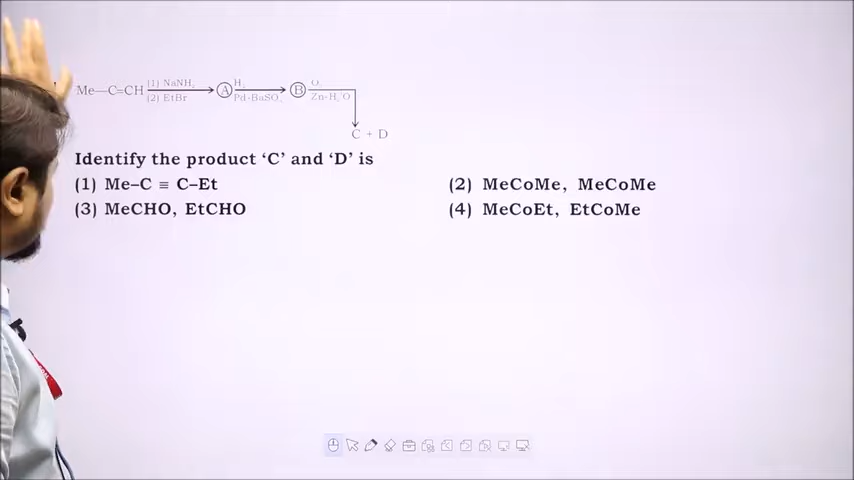 Me—C≡CH (1) NaNH₂ (2) EtBr A H₂ Pd-BaSO₄ B O₃ Zn-H₂O
C + D
Identify the product ‘C’ and ‘D’ is
(1) Me–C ≡ C–Et (2) MeCoMe, MeCoMe
(3) MeCHO, EtCHO (4) MeCoEt, EtCoMe